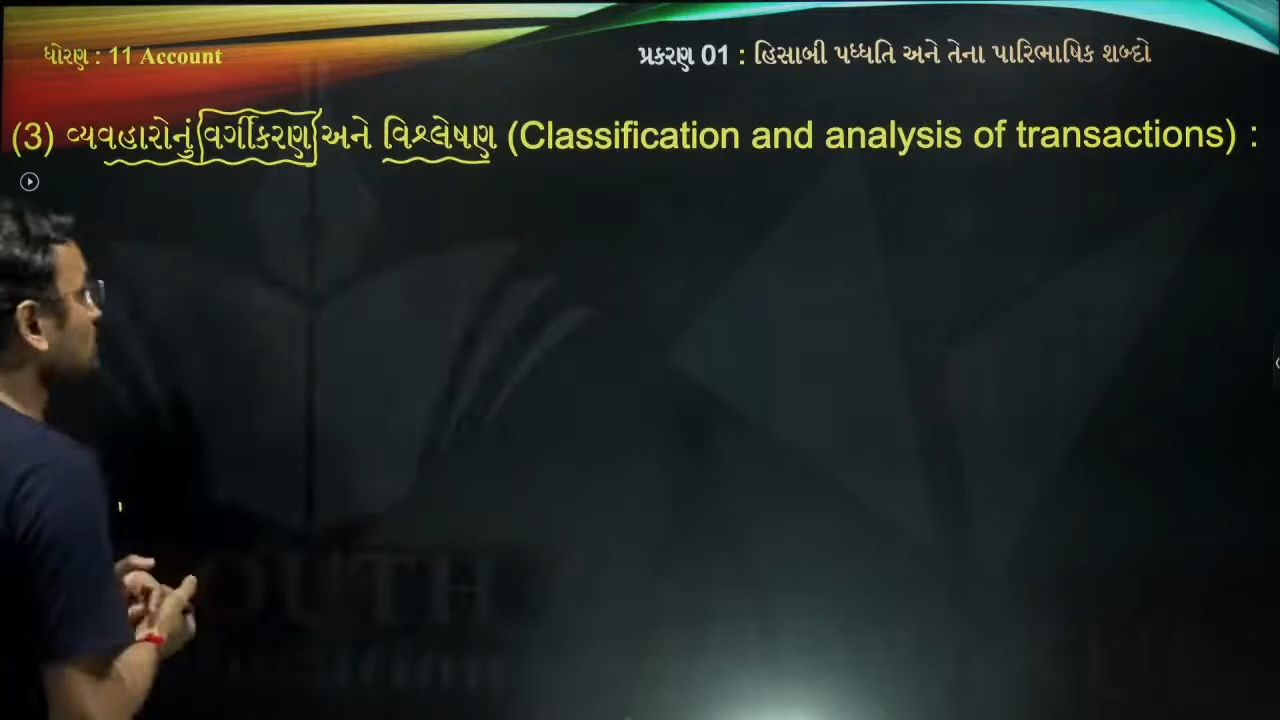 ધોરણ : 11 Account
પ્રકરણ 01 : હિસાબી પધ્ધતિ અને તેના પારિભાષિક શબ્દો
(3) વ્યવહારોનું વર્ગીકરણ અને વિશ્લેષણ (Classification and analysis of transactions) :
OUTH